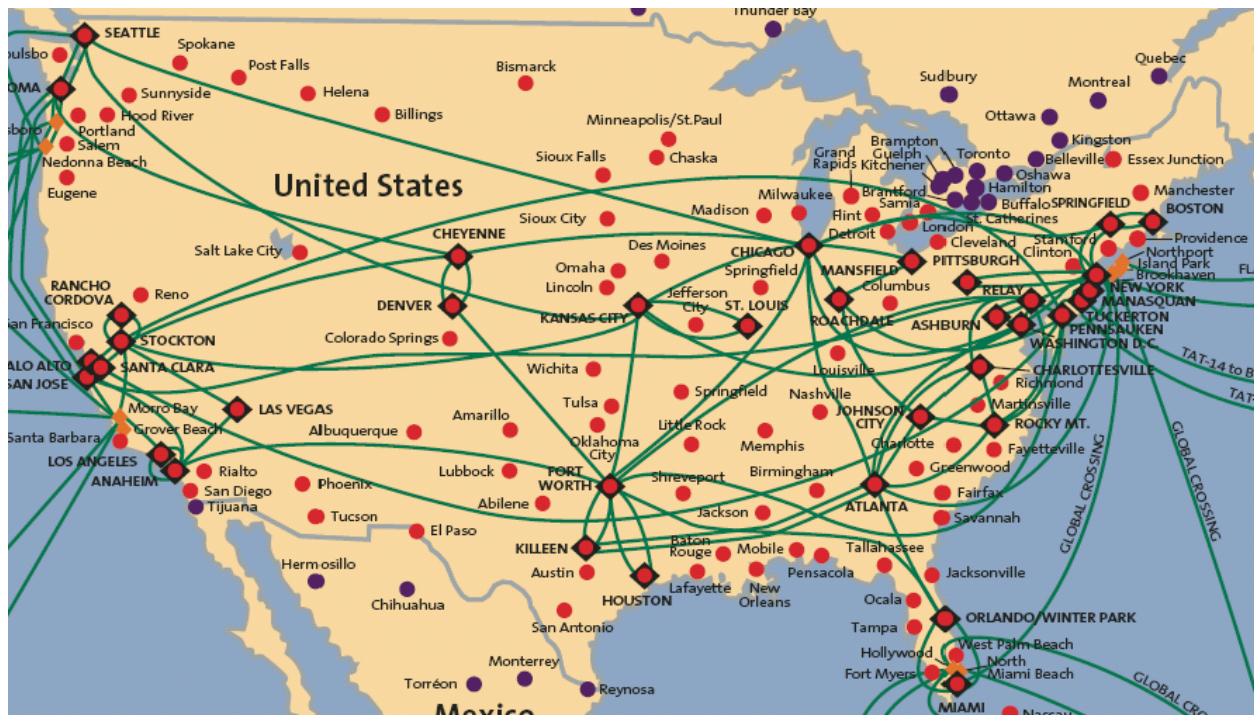 Thunder Bay
SEATTLE
Spokane
Post Falls
Bismarck
Quebec
oulsbo
Sudbury
Montreal
OMA
Sunnyside
Helena
Hood River
Billings
Minneapolis/St.Paul
Ottawa
sboro
Portland
Salem
Kingston
Brampton
Nedonna Beach
Grand
Rapids
Guelph
Kitchener
Toronto
Belleville
Essex Junction
Sioux Falls
Chaska
Oshawa
Eugene
United States
Milwaukee
Brantford
Hamilton
Manchester
Sarnia
Buffalo
SPRINGFIELD
BOSTON
Sioux City
Madison
Flint
St. Catherines
CHEYENNE
Detroit
London
Stamford
Providence
Salt Lake City
Des Moines
CHICAGO
Cleveland
Clinton
Northport
MANSFIELD
PITTSBURGH
Island Park
Omaha
Springfield
Brookhaven
FL
RANCHO
CORDOVA
Reno
Lincoln
Columbus
RELAY
NEW YORK
DENVER
Jefferson
City
ST. LOUIS
MANASQUAN
KANSAS CITY
ROACHDALE
ASHBURN
TUCKERTON
San Francisco
PENNSAUKEN
STOCKTON
Colorado Springs
WASHINGTON D.C.
TAT-14 to B
ALO ALTO
SANTA CLARA
Wichita
Louisville
CHARLOTTESVILLE
SAN JOSE
Richmond
Springfield
Nashville
TAT-
Morro Bay
LAS VEGAS
Tulsa
JOHNSON
CITY
Martinsville
Amarillo
Little Rock
Grover Beach
ROCKY MT.
Santa Barbara
Albuquerque
Oklahoma
City
Memphis
Charlotte
Fayetteville
LOS ANGELES
ANAHEIM
Rialto
Lubbock
FORT
WORTH
Shreveport
Birmingham
Greenwood
GLOBAL CROSSING
GLOBAL CROSSING
San Diego
Phoenix
Abilene
Fairfax
Tijuana
Tucson
Jackson
ATLANTA
Savannah
El Paso
KILLEEN
Baton
Rouge
Mobile
Tallahassee
Hermosillo
Austin
Pensacola
Jacksonville
Chihuahua
HOUSTON
Lafayette
New
Orleans
Ocala
San Antonio
ORLANDO/WINTER PARK
Tampa
Hollywood
West Palm Beach
Monterrey
Fort Myers
North
Miami Beach
Torréon
Reynosa
GLOBAL CRO
MIAMI
Mexico
Nassau